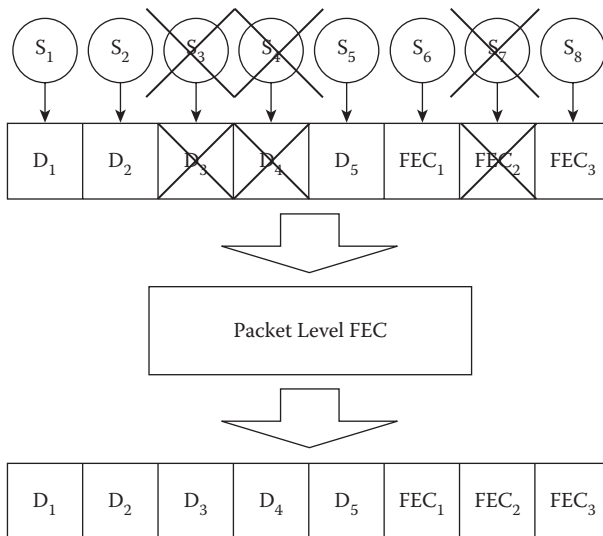 S₁ S₂ S₃ S₄ S₅ S₆ S₇ S₈
D₁ D₂ D₃ D₄ D₅ FEC₁ FEC₂ FEC₃
Packet Level FEC
D₁ D₂ D₃ D₄ D₅ FEC₁ FEC₂ FEC₃